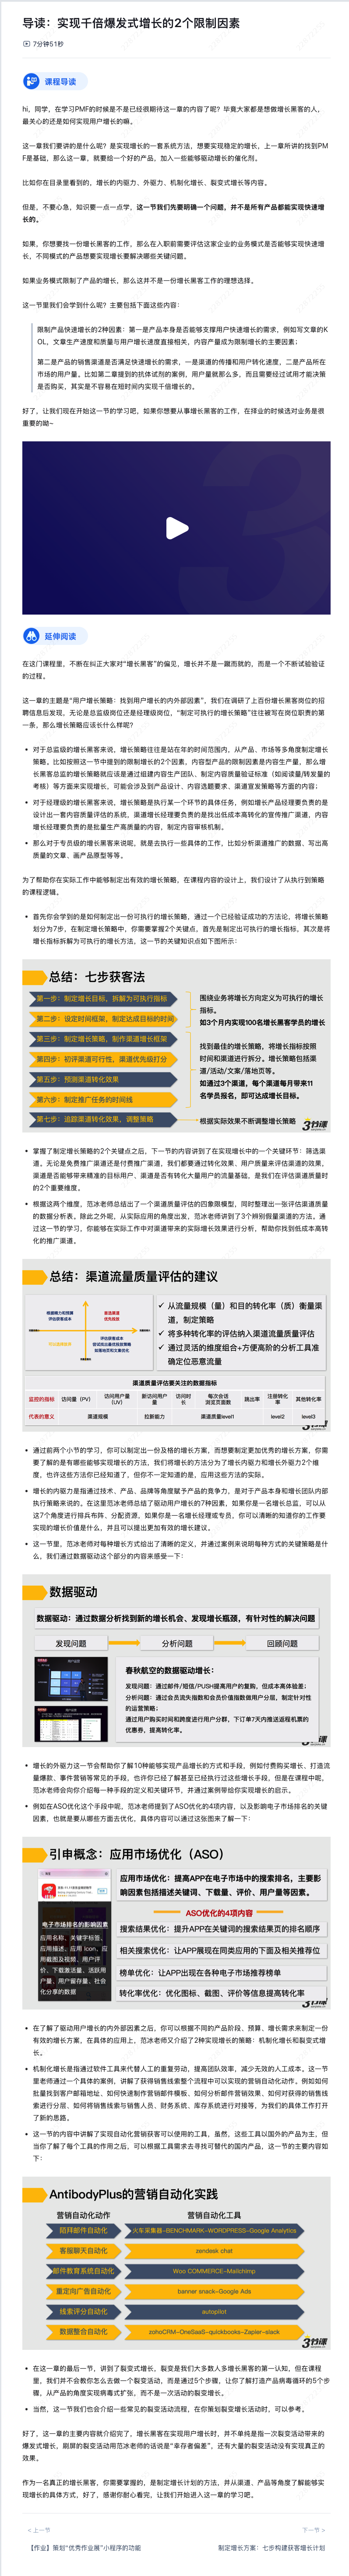 导读：实现千倍爆发式增长的2个限制因素
7分钟51秒
课程导读
hi，同学，在学习PMF的时候是不是已经很期待这一章的内容了呢？毕竟大家都是想做增长黑客的人，
最关心的还是如何实现用户增长的嘛。
这一章我们要讲的是什么呢？是实现增长的一套系统方法，想要实现稳定的增长，上一章所讲的找到PM
F是基础，那么这一章，就要给一个好的产品，加入一些能够驱动增长的催化剂。
比如你在目录里看到的，增长的内驱力、外驱力、机制化增长、裂变式增长等内容。
但是，不要心急，知识要一点一点学，这一节我们先要明确一个问题，并不是所有产品都能实现快速增
长的。
如果，你想要找一份增长黑客的工作，那么在入职前需要评估这家企业的业务模式是否能够实现快速增
长，不同模式的产品想要实现增长要解决哪些关键问题。
如果业务模式限制了产品的增长，那么这并不是一份增长黑客工作的理想选择。
这一节里我们会学到什么呢？主要包括下面这些内容：
限制产品快速增长的2种因素：第一是产品本身是否能够支撑用户快速增长的需求，例如写文章的K
OL，文章生产速度和质量与用户增长速度直接相关，内容产量成为限制增长的主要因素；
第二是产品的销售渠道是否满足快速增长的需求，一是渠道的传播和用户转化速度，二是产品所在
市场的用户量。比如第二章提到的抗体试剂的案例，用户量就那么多，而且需要经过试用才能决策
是否购买，其实是不容易在短时间内实现千倍增长的。
好了，让我们现在开始这一节的学习吧，如果你想要从事增长黑客的工作，在择业的时候选对业务是很
重要的呦~
延伸阅读
在这门课程里，不断在纠正大家对“增长黑客”的偏见，增长并不是一蹴而就的，而是一个不断试验验证
的过程。
这一章的主题是“用户增长策略：找到用户增长的内外部因素”，我们在调研了上百份增长黑客岗位的招
聘信息后发现，无论是总监级岗位还是经理级岗位，“制定可执行的增长策略”往往被写在岗位职责的第
一条，那么增长策略应该长什么样呢？
• 对于总监级的增长黑客来说，增长策略往往是站在年的时间范围内，从产品、市场等多角度制定增长
策略。比如按照这一节中提到的限制增长的2个因素，内容型产品的限制因素是内容生产量，那么增
长黑客总监的增长策略就应该是通过组建内容生产团队、制定内容质量验证标准（如阅读量/转发量的
考核）等方面来实现增长，可能会涉及到产品设计、内容选题要求、渠道宣发策略等方面的内容；
• 对于经理级的增长黑客来说，增长策略是执行某一个环节的具体任务，例如增长产品经理要负责的是
设计出一套内容质量评估的系统，渠道增长经理要负责的是找出低成本高转化的宣传推广渠道，内容
增长经理要负责的是批量生产高质量的内容，制定内容审核机制。
• 那么对于专员级的增长黑客来说呢，就是去执行一些具体的工作，比如分析渠道推广的数据、写出高
质量的文章、画产品原型等等。
为了帮助你在实际工作中能够制定出有效的增长策略，在课程内容的设计上，我们设计了从执行到策略
的课程逻辑。
• 首先你会学到的是如何制定出一份可执行的增长策略，通过一个已经验证成功的方法论，将增长策略
划分为7步，在制定增长策略中，你需要掌握2个关键点，首先是制定出可执行的增长指标，其次是将
增长指标拆解为可执行的增长方法，这一节的关键知识点如下图所示：
总结：七步获客法
第一步：制定增长目标，拆解为可执行指标
第二步：设定时间框架，制定达成目标的时间
第三步：制定增长策略，制作渠道增长框架
第四步：初评渠道可行性，渠道优先级打分
第五步：预测渠道转化效果
第六步：制定推广任务的时间线
第七步：追踪渠道转化效果，调整策略
围绕业务将增长方向定义为可执行的增长
指标。
如3个月内实现100名增长黑客学员的增长
找到最佳的增长策略，将增长指标按照
时间和渠道进行拆分。增长策略包括渠
道/活动/文案/落地页等。
如通过3个渠道，每个渠道每月带来11
名学员报名，即可达成增长目标。
根据实际效果不断调整增长策略
3节课
• 掌握了制定增长策略的2个关键点之后，下一节的内容讲到了在实现增长中的一个关键环节：筛选渠
道，无论是免费推广渠道还是付费推广渠道，我们都要通过转化效果、用户质量来评估渠道的效果，
渠道是否能够带来精准的目标用户、渠道是否有转化大量用户的流量基础，是我们在评估渠道质量时
的2个重要维度。
• 根据这两个维度，范冰老师总结出了一个渠道质量评估的四象限模型，同时整理出一张评估渠道质量
的数据分析表，除此之外呢，从实际应用的角度出发，范冰老师讲到了3个辨别假量渠道的方法，通
过这一节的学习，你能够在实际工作中对渠道带来的实际增长效果进行分析，帮助你找到低成本高转
化的推广渠道。
总结：渠道流量质量评估的建议
✓ 从流量规模（量）和目的转化率（质）衡量渠
道，制定策略
✓ 将多种转化率的评估纳入渠道流量质量评估
✓ 通过灵活的维度组合+方便高阶的分析工具准
确定位恶意流量
渠道质量评估要关注的数据指标
监控的指标 访问量（PV） 访问用户量（UV） 新访问用户量 访问时长 每次会话浏览页面数 跳出率 注册转化率 其他转化率
代表的意义 渠道规模 拉新能力 渠道质量level1 level2 level3
• 通过前两个小节的学习，你可以制定出一份及格的增长方案，而想要制定更加优秀的增长方案，你需
要了解的是有哪些能够实现增长的方法，我们将增长的方法分为了增长内驱力和增长外驱力2个维
度，也许这些方法你已经知道了，但你不一定知道的是，应用这些方法的实际。
• 增长的内驱力是指通过技术、产品、品牌等角度赋予产品的竞争力，是对于产品本身和增长团队内部
执行策略来说的。在这里范冰老师总结了驱动用户增长的7种因素，如果你是一名增长总监，可以从
这7个角度进行排兵布阵、分配资源，如果你是一名增长经理或专员，你可以清晰的知道你的工作要
实现的增长价值是什么，并且可以提出更加有效的增长建议。
• 这一节里，范冰老师对每种增长方式给出了清晰的定义，并通过案例来说明每种方式的关键策略是什
么，我们通过数据驱动这个部分的内容来感受一下：
数据驱动
数据驱动：通过数据分析找到新的增长机会、发现增长瓶颈，有针对性的解决问题
发现问题 分析问题 回顾问题
春秋航空的数据驱动增长：
发现问题：通过邮件/短信/PUSH提高用户的复购，但成本高体验差；
分析问题：通过会员流失指数和会员价值指数做用户分层，制定针对性
的运营策略；
通过用户购买时间和跨度进行用户分群，下订单7天内推送返程机票的
优惠券，提高转化率。
• 增长的外驱力这一节会帮助你了解10种能够实现产品增长的方式和手段，例如付费购买增长、打造流
量爆款、事件营销等常见的手段，也许你已经了解甚至已经执行过这些增长手段，但是在课程中呢，
范冰老师会向你介绍每一种手段的定义和关键环节，并通过案例带给你实现增长的启示。
• 例如在ASO优化这个手段中呢，范冰老师提到了ASO优化的4项内容，以及影响电子市场排名的关键
因素，也就是要从哪些方面去优化，具体内容可以通过这张图来了解一下：
引申概念：应用市场优化（ASO）
电子市场排名的影响因素
应用名称、关键字标签、
应用描述、应用 icon、应
用截图及视频、用户评
价、下载激活量、活跃用
户量、用户留存量、社会
化分享的数据
应用市场优化：提高APP在电子市场中的搜索排名，主要影
响因素包括描述关键词、下载量、评价、用户量等因素。
ASO优化的4项内容
搜索结果优化：提升APP在关键词的搜索结果页的排名顺序
相关搜索优化：让APP展现在同类应用的下面及相关推荐位
榜单优化：让APP出现在各种电子市场推荐榜单
转化率优化：优化图标、截图、评价等信息提高转化率
• 在了解了驱动用户增长的内外部因素之后，你可以根据不同的产品阶段、预算、增长需求来制定一份
有效的增长方案，在具体的应用上，范冰老师又介绍了2种实现增长的策略：机制化增长和裂变式增
长。
• 机制化增长是指通过软件工具来代替人工的重复劳动，提高团队效率，减少无效的人工成本。这一节
里老师通过一个具体的案例，讲解了获得销售线索整个流程中可以实现的营销自动化动作。例如如何
批量找到客户邮箱地址、如何快速制作营销邮件模板、如何分析邮件营销效果、如何对获得的销售线
索进行分层、如何将销售线索与销售人员、财务系统、库存系统进行对接等，为我们的具体工作打开
了新的思路。
• 这一节的内容中讲解了实现自动化营销获客可以使用的工具，虽然，这些工具以国外的产品为主，但
当你了解了每个工具的作用之后，可以根据工具需求去寻找可替代的国内产品，这一节的主要内容如
下：
AntibodyPlus的营销自动化实践
营销自动化动作 营销自动化工具
陌拜邮件自动化 火车采集器-BENCHMARK-WORDPRESS-Google Analytics
客服聊天自动化 zendesk chat
邮件教育系统自动化 Woo COMMERCE-Mailchimp
重定向广告自动化 banner snack-Google Ads
线索评分自动化 autopilot
数据整合自动化 zohoCRM-OneSaaS-quickbooks-Zapier-slack
3节课
• 在这一章的最后一节，讲到了裂变式增长，裂变是我们大多数人多增长黑客的第一认知，但在课程
里，我们并不会教你怎么去做一个裂变活动，而是通过5步步骤，让你了解打造产品病毒循环的5个步
骤，从产品的角度实现病毒式扩张，而不是一次活动的裂变增长。
• 当然，这一节我们也会介绍一些常见的裂变活动流程，在你策划裂变增长活动时，可以参考。
好了，这一章的主要内容就介绍完了，增长黑客在实现用户增长时，并不单纯是指一次裂变活动带来的
爆发式增长，刷屏的裂变活动用范冰老师的话说是“幸存者偏差”，还有大量的裂变活动没有实现真正的
效果。
作为一名真正的增长黑客，你需要掌握的，是制定增长计划的方法，并从渠道、产品等角度了解能够实
现增长的具体方式，好了，感谢你耐心看完，让我们开始进入这一章的学习吧。
< 上一节 下一节 >
【作业】策划“优秀作业展”小程序的功能 制定增长方案：七步构建获客增长计划